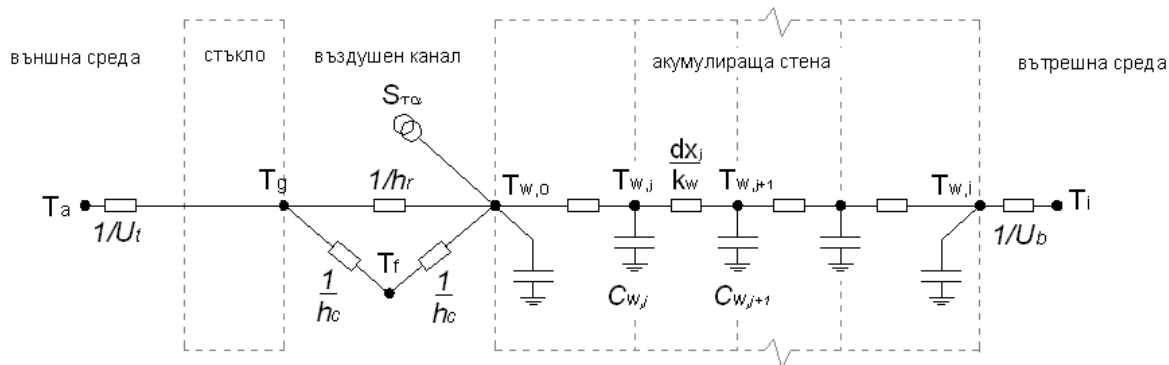 външна среда
стъкло
въздушен канал
акумулираща стена
вътрешна среда
Sτα
dxj
kw
Tg
1/hr
Tw,o
Tw,j
Tw,j+1
Tw,i
Ta
Ti
1/Ut
Tf
1/Ub
1
hc
1
hc
Cw,j
Cw,j+1